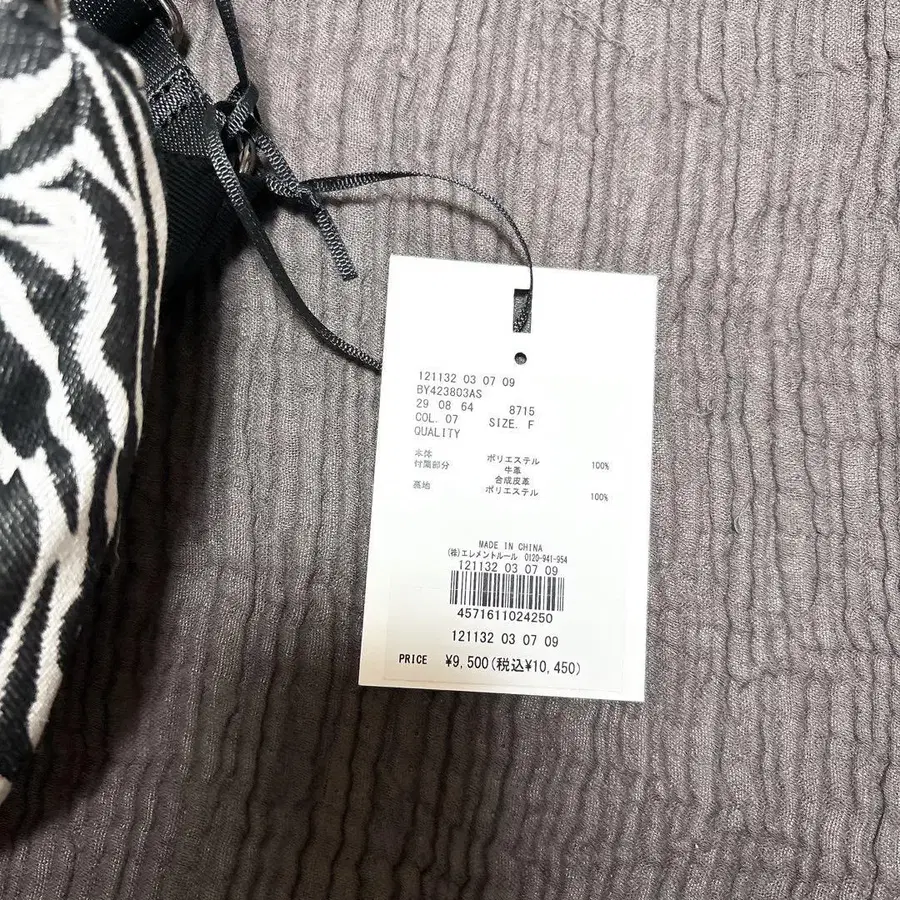 121132 03 07 09
BY423803AS
29 08 64 8715
COL. 07 SIZE. F
QUALITY
本体 ポリエステル 100%
付属部分 牛革
合成皮革
裏地 ポリエステル 100%
MADE IN CHINA
(株)エレメントルール 0120-941-954
121132 03 07 09
4571611024250
121132 03 07 09
PRICE ¥9,500(税込¥10,450)